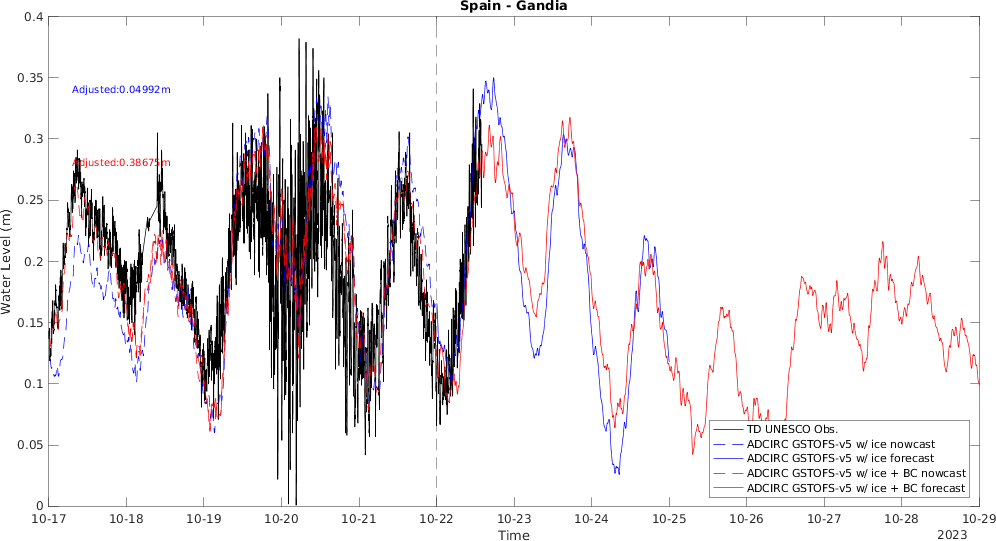 Spain - Gandia
0.4
0.35
0.3
0.25
0.2
0.15
0.1
0.05
0
Water Level (m)
Adjusted:0.04992m
Adjusted:0.38675m
TD UNESCO Obs.
ADCIRC GSTOFS-v5 w/ ice nowcast
ADCIRC GSTOFS-v5 w/ ice forecast
ADCIRC GSTOFS-v5 w/ ice + BC nowcast
ADCIRC GSTOFS-v5 w/ ice + BC forecast
10-17 10-18 10-19 10-20 10-21 10-22 10-23 10-24 10-25 10-26 10-27 10-28 10-29
Time
2023